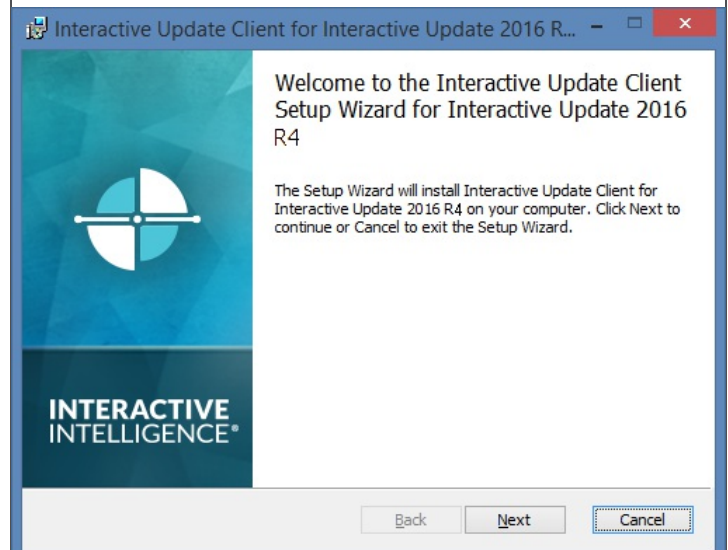 Interactive Update Client for Interactive Update 2016 R...
Welcome to the Interactive Update Client
Setup Wizard for Interactive Update 2016
R4
The Setup Wizard will install Interactive Update Client for
Interactive Update 2016 R4 on your computer. Click Next to
continue or Cancel to exit the Setup Wizard.
INTERACTIVE
INTELLIGENCE®
Back Next Cancel